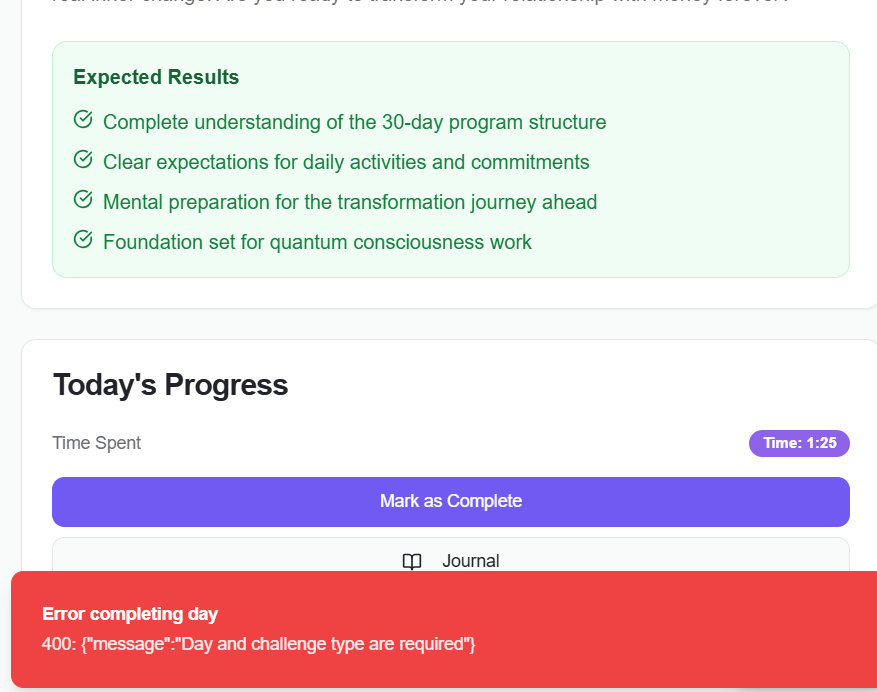 Expected Results
Complete understanding of the 30-day program structure
Clear expectations for daily activities and commitments
Mental preparation for the transformation journey ahead
Foundation set for quantum consciousness work
Today's Progress
Time Spent
Time: 1:25
Mark as Complete
Journal
Error completing day
400: {"message":"Day and challenge type are required"}